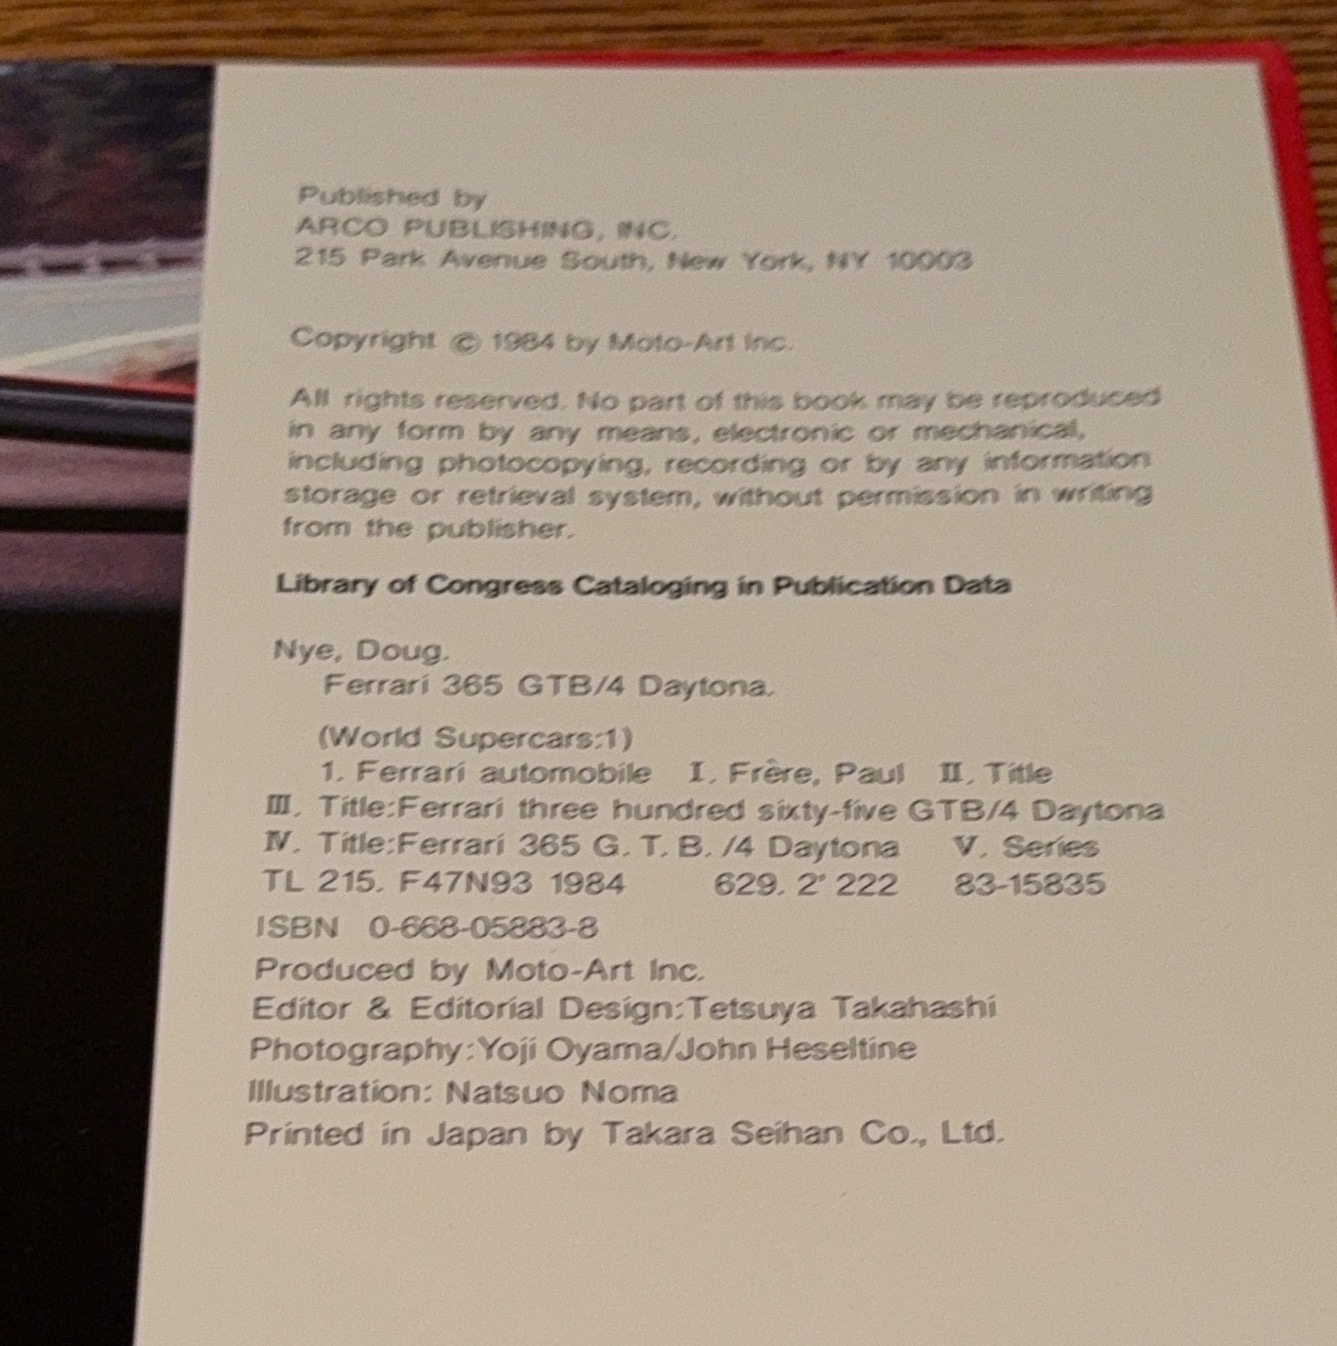 Published by
ARCO PUBLISHING, INC.
215 Park Avenue South, New York, NY 10003
Copyright © 1984 by Moto-Art Inc.
All rights reserved. No part of this book may be reproduced
in any form by any means, electronic or mechanical,
including photocopying, recording or by any information
storage or retrieval system, without permission in writing
from the publisher.
Library of Congress Cataloging in Publication Data
Nye, Doug.
Ferrari 365 GTB/4 Daytona.
(World Supercars:1)
1. Ferrari automobile I. Frère, Paul II. Title
III. Title:Ferrari three hundred sixty-five GTB/4 Daytona
IV. Title:Ferrari 365 G. T. B. /4 Daytona V. Series
TL 215. F47N93 1984 629. 2' 222 83-15835
ISBN 0-668-05883-8
Produced by Moto-Art Inc.
Editor & Editorial Design:Tetsuya Takahashi
Photography:Yoji Oyama/John Heseltine
Illustration: Natsuo Noma
Printed in Japan by Takara Seihan Co., Ltd.